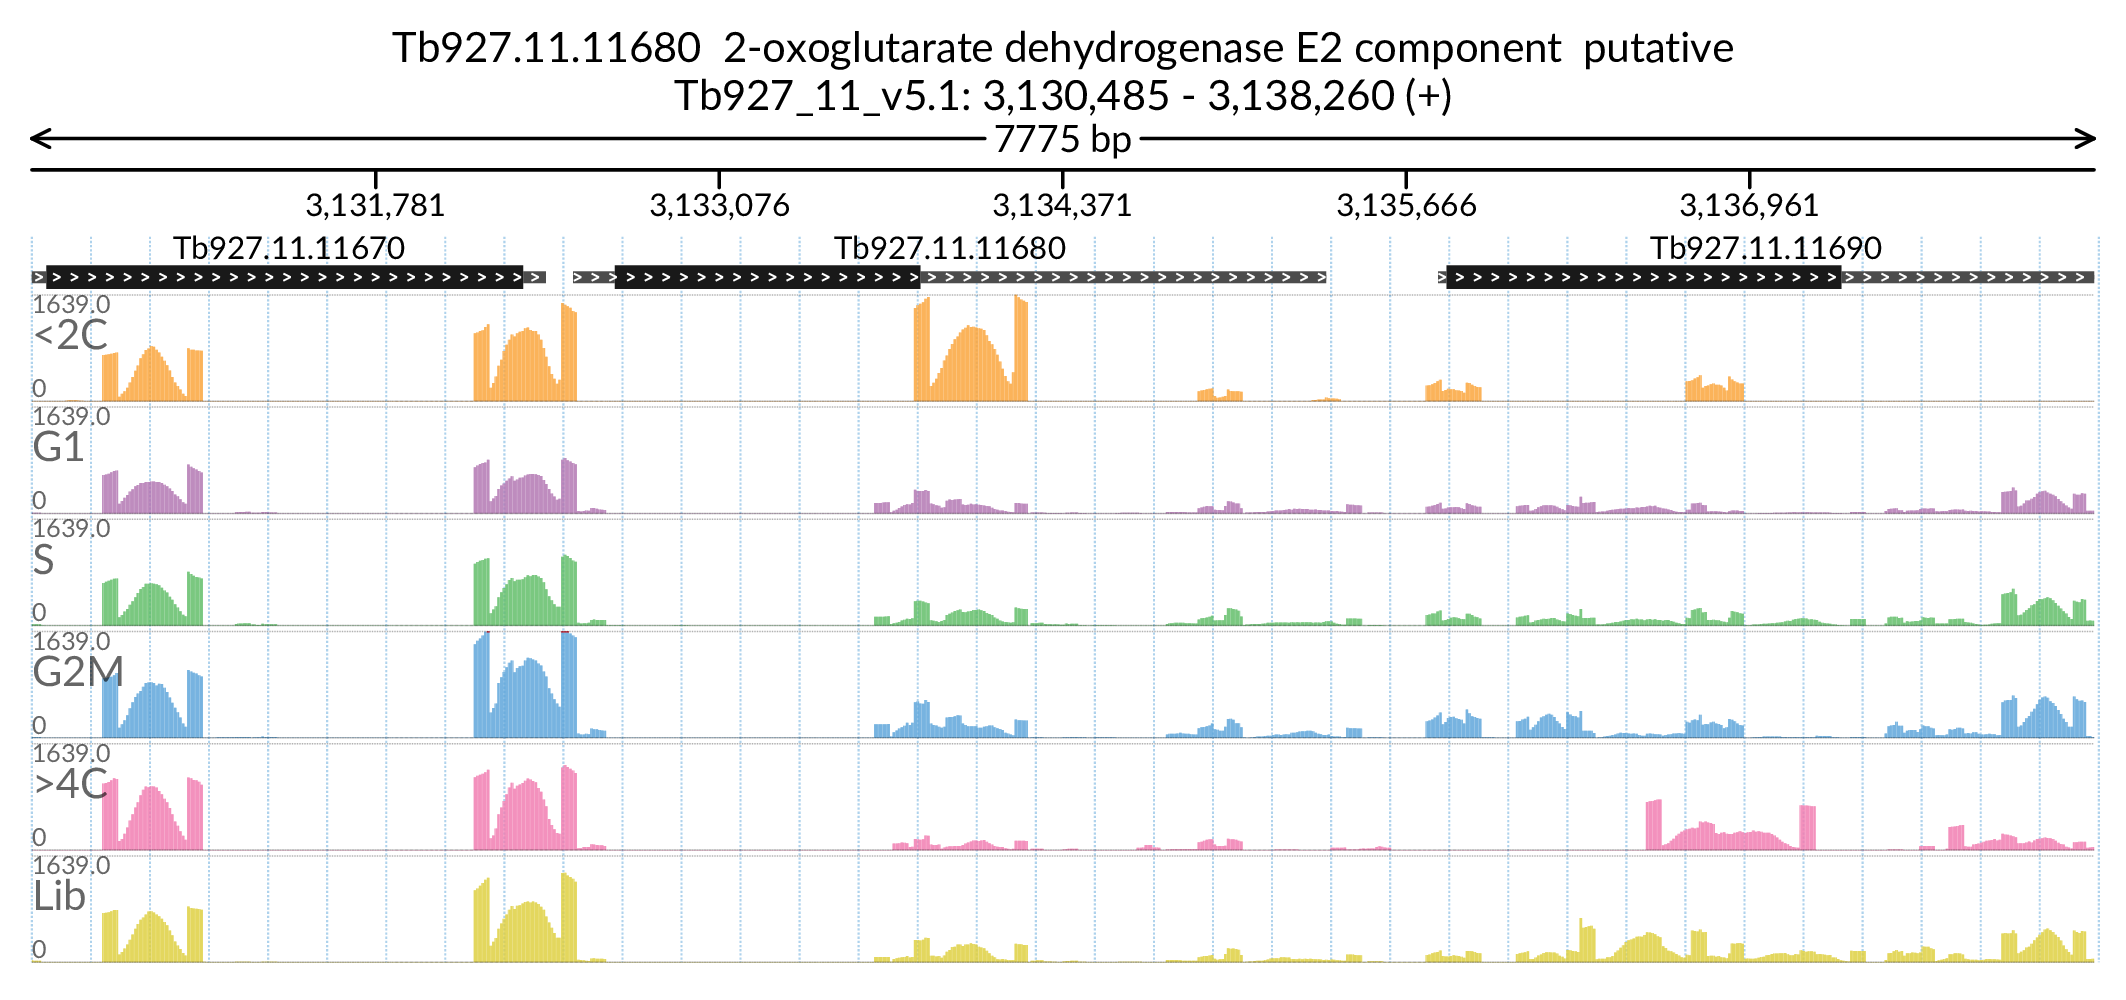 Tb927.11.11680 2-oxoglutarate dehydrogenase E2 component putative
Tb927_11_v5.1: 3,130,485 - 3,138,260 (+)
7775 bp
3,131,781 3,133,076 3,134,371 3,135,666 3,136,961
Tb927.11.11670 Tb927.11.11680 Tb927.11.11690
1639.0
<2C
0
1639.0
G1
0
1639.0
S
0
1639.0
G2M
0
1639.0
>4C
0
1639.0
Lib
0